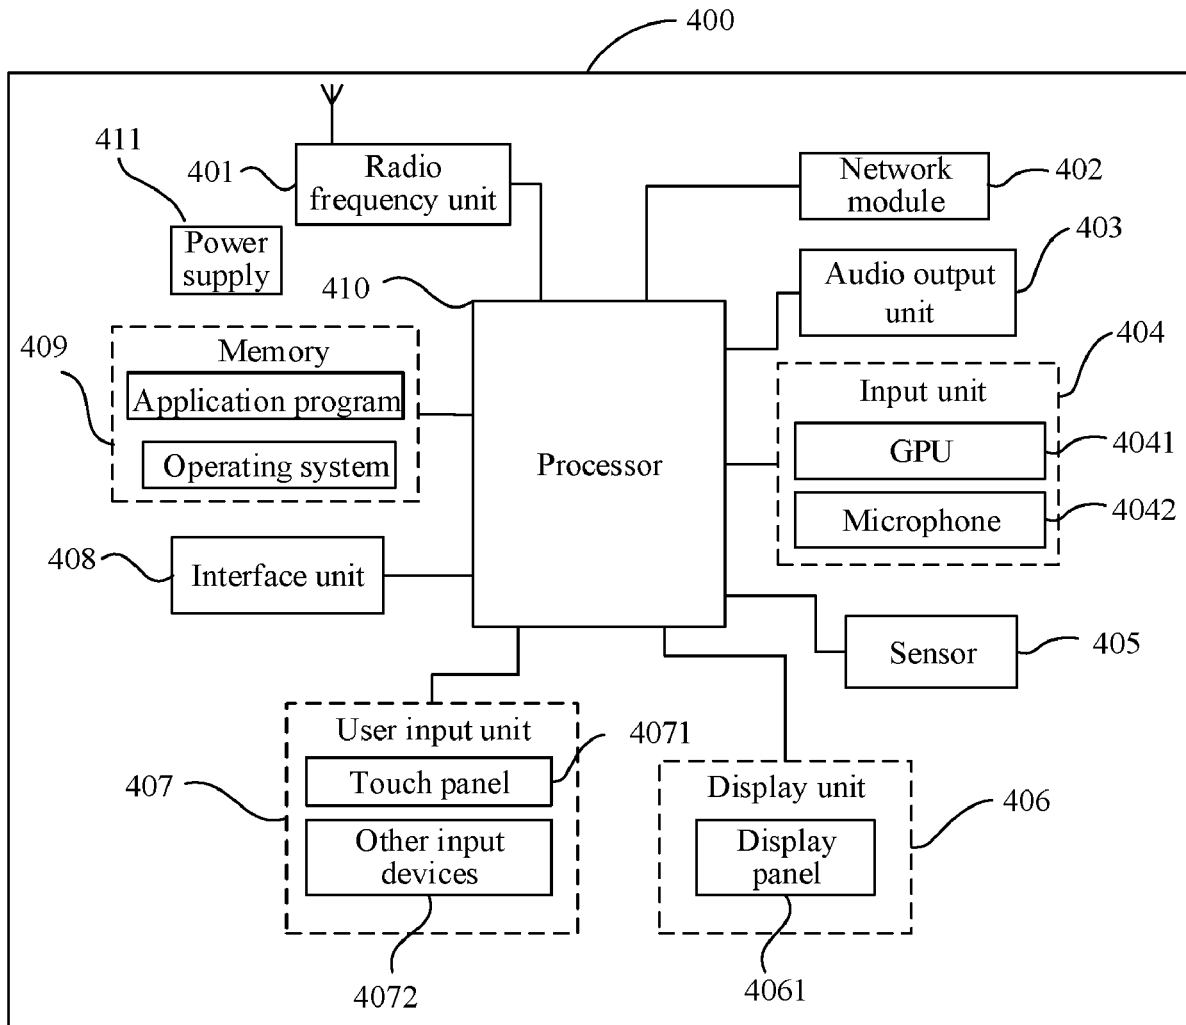 400
411
401
Radio
frequency unit
Network
module
402
Power
supply
403
Audio output
unit
410
409
Memory
Application program
Operating system
404
Input unit
GPU
4041
Microphone
4042
Processor
408
Interface unit
Sensor
405
User input unit
4071
Touch panel
407
Other input
devices
4072
Display unit
406
Display
panel
4061